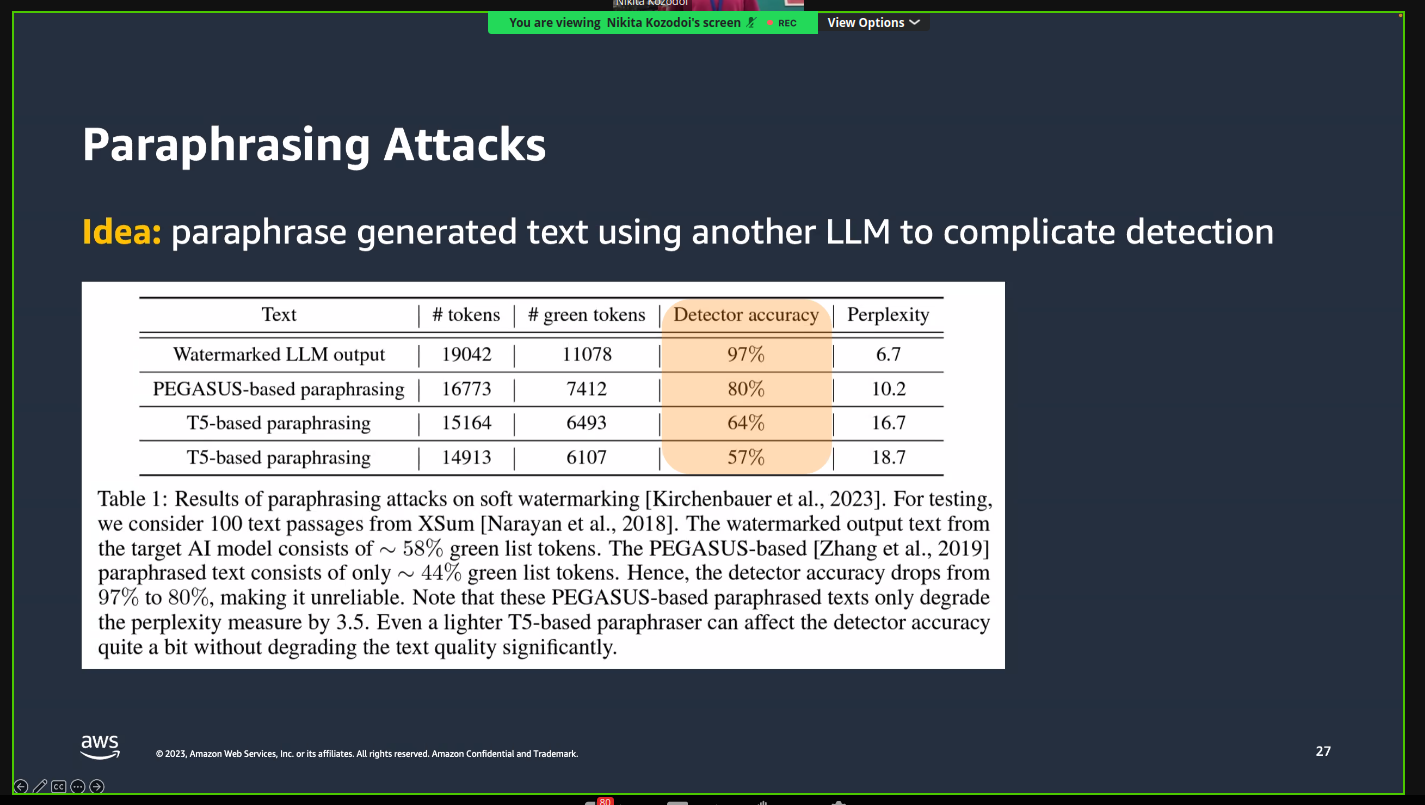 Nikita Kozodoi
You are viewing Nikita Kozodoi's screen REC View Options
Paraphrasing Attacks
Idea: paraphrase generated text using another LLM to complicate detection
Text # tokens # green tokens Detector accuracy Perplexity
Watermarked LLM output 19042 11078 97% 6.7
PEGASUS-based paraphrasing 16773 7412 80% 10.2
T5-based paraphrasing 15164 6493 64% 16.7
T5-based paraphrasing 14913 6107 57% 18.7
Table 1: Results of paraphrasing attacks on soft watermarking [Kirchenbauer et al., 2023]. For testing,
we consider 100 text passages from XSum [Narayan et al., 2018]. The watermarked output text from
the target AI model consists of ∼ 58% green list tokens. The PEGASUS-based [Zhang et al., 2019]
paraphrased text consists of only ∼ 44% green list tokens. Hence, the detector accuracy drops from
97% to 80%, making it unreliable. Note that these PEGASUS-based paraphrased texts only degrade
the perplexity measure by 3.5. Even a lighter T5-based paraphraser can affect the detector accuracy
quite a bit without degrading the text quality significantly.
aws
© 2023, Amazon Web Services, Inc. or its affiliates. All rights reserved. Amazon Confidential and Trademark.
27
CC
80